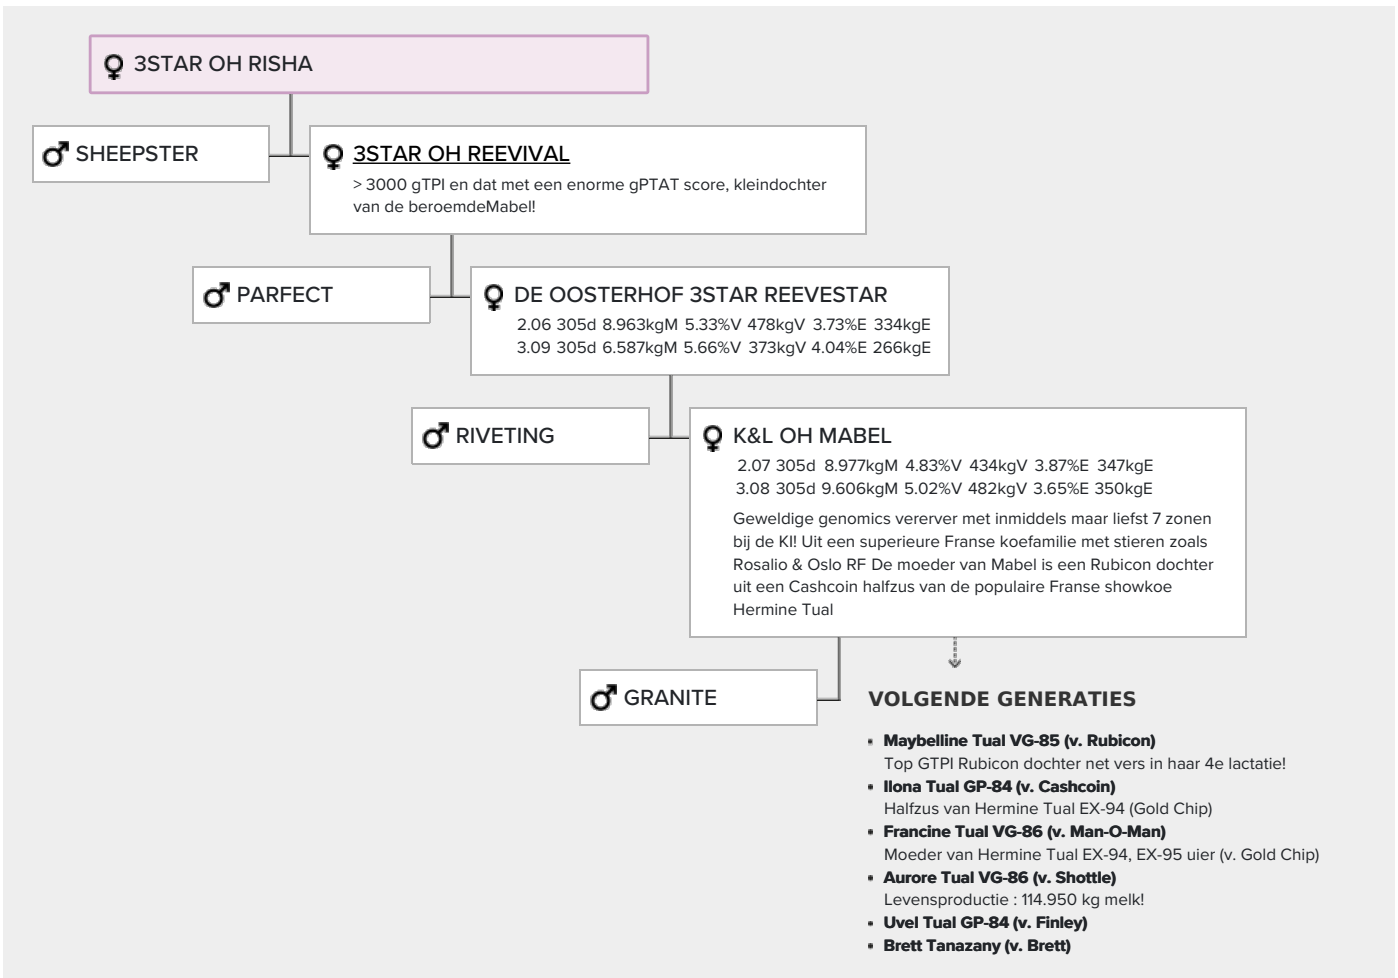 3STAR OH RISHA
SHEEPSTER
3STAR OH REEVIVAL
> 3000 gTPI en dat met een enorme gPTAT score, kleindochter
van de beroemdeMabel!
PARFECT
DE OOSTERHOF 3STAR REEVESTAR
2.06 305d 8.963kgM 5.33%V 478kgV 3.73%E 334kgE
3.09 305d 6.587kgM 5.66%V 373kgV 4.04%E 266kgE
RIVETING
K&L OH MABEL
2.07 305d 8.977kgM 4.83%V 434kgV 3.87%E 347kgE
3.08 305d 9.606kgM 5.02%V 482kgV 3.65%E 350kgE
Geweldige genomics vererver met inmiddels maar liefst 7 zonen
bij de KI! Uit een superieure Franse koefamilie met stieren zoals
Rosalio & Oslo RF De moeder van Mabel is een Rubicon dochter
uit een Cashcoin halfzus van de populaire Franse showkoe
Hermine Tual
GRANITE
VOLGENDE GENERATIES
• Maybelline Tual VG-85 (v. Rubicon)
Top GTPI Rubicon dochter net vers in haar 4e lactatie!
• Ilona Tual GP-84 (v. Cashcoin)
Halfzus van Hermine Tual EX-94 (Gold Chip)
• Francine Tual VG-86 (v. Man-O-Man)
Moeder van Hermine Tual EX-94, EX-95 uier (v. Gold Chip)
• Aurore Tual VG-86 (v. Shottle)
Levensproductie : 114.950 kg melk!
• Uvel Tual GP-84 (v. Finley)
• Brett Tanazany (v. Brett)